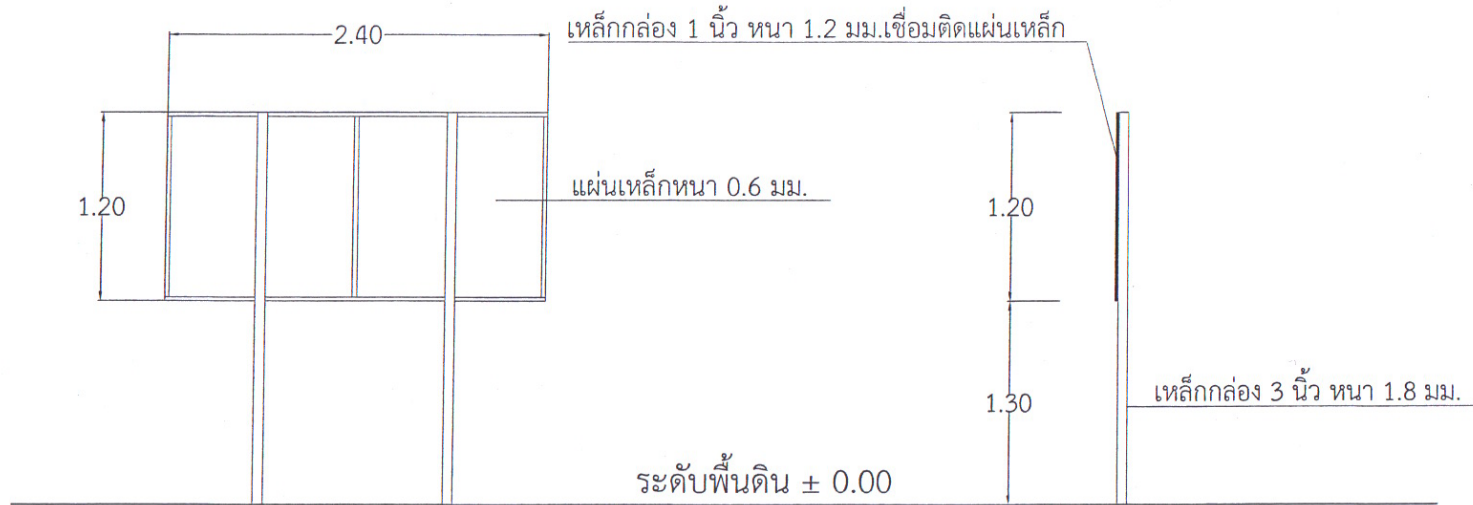 2.40
เหล็กกล่อง 1 นิ้ว หนา 1.2 มม.เชื่อมติดแผ่นเหล็ก
แผ่นเหล็กหนา 0.6 มม.
1.20
1.20
1.30
เหล็กกล่อง 3 นิ้ว หนา 1.8 มม.
ระดับพื้นดิน ± 0.00